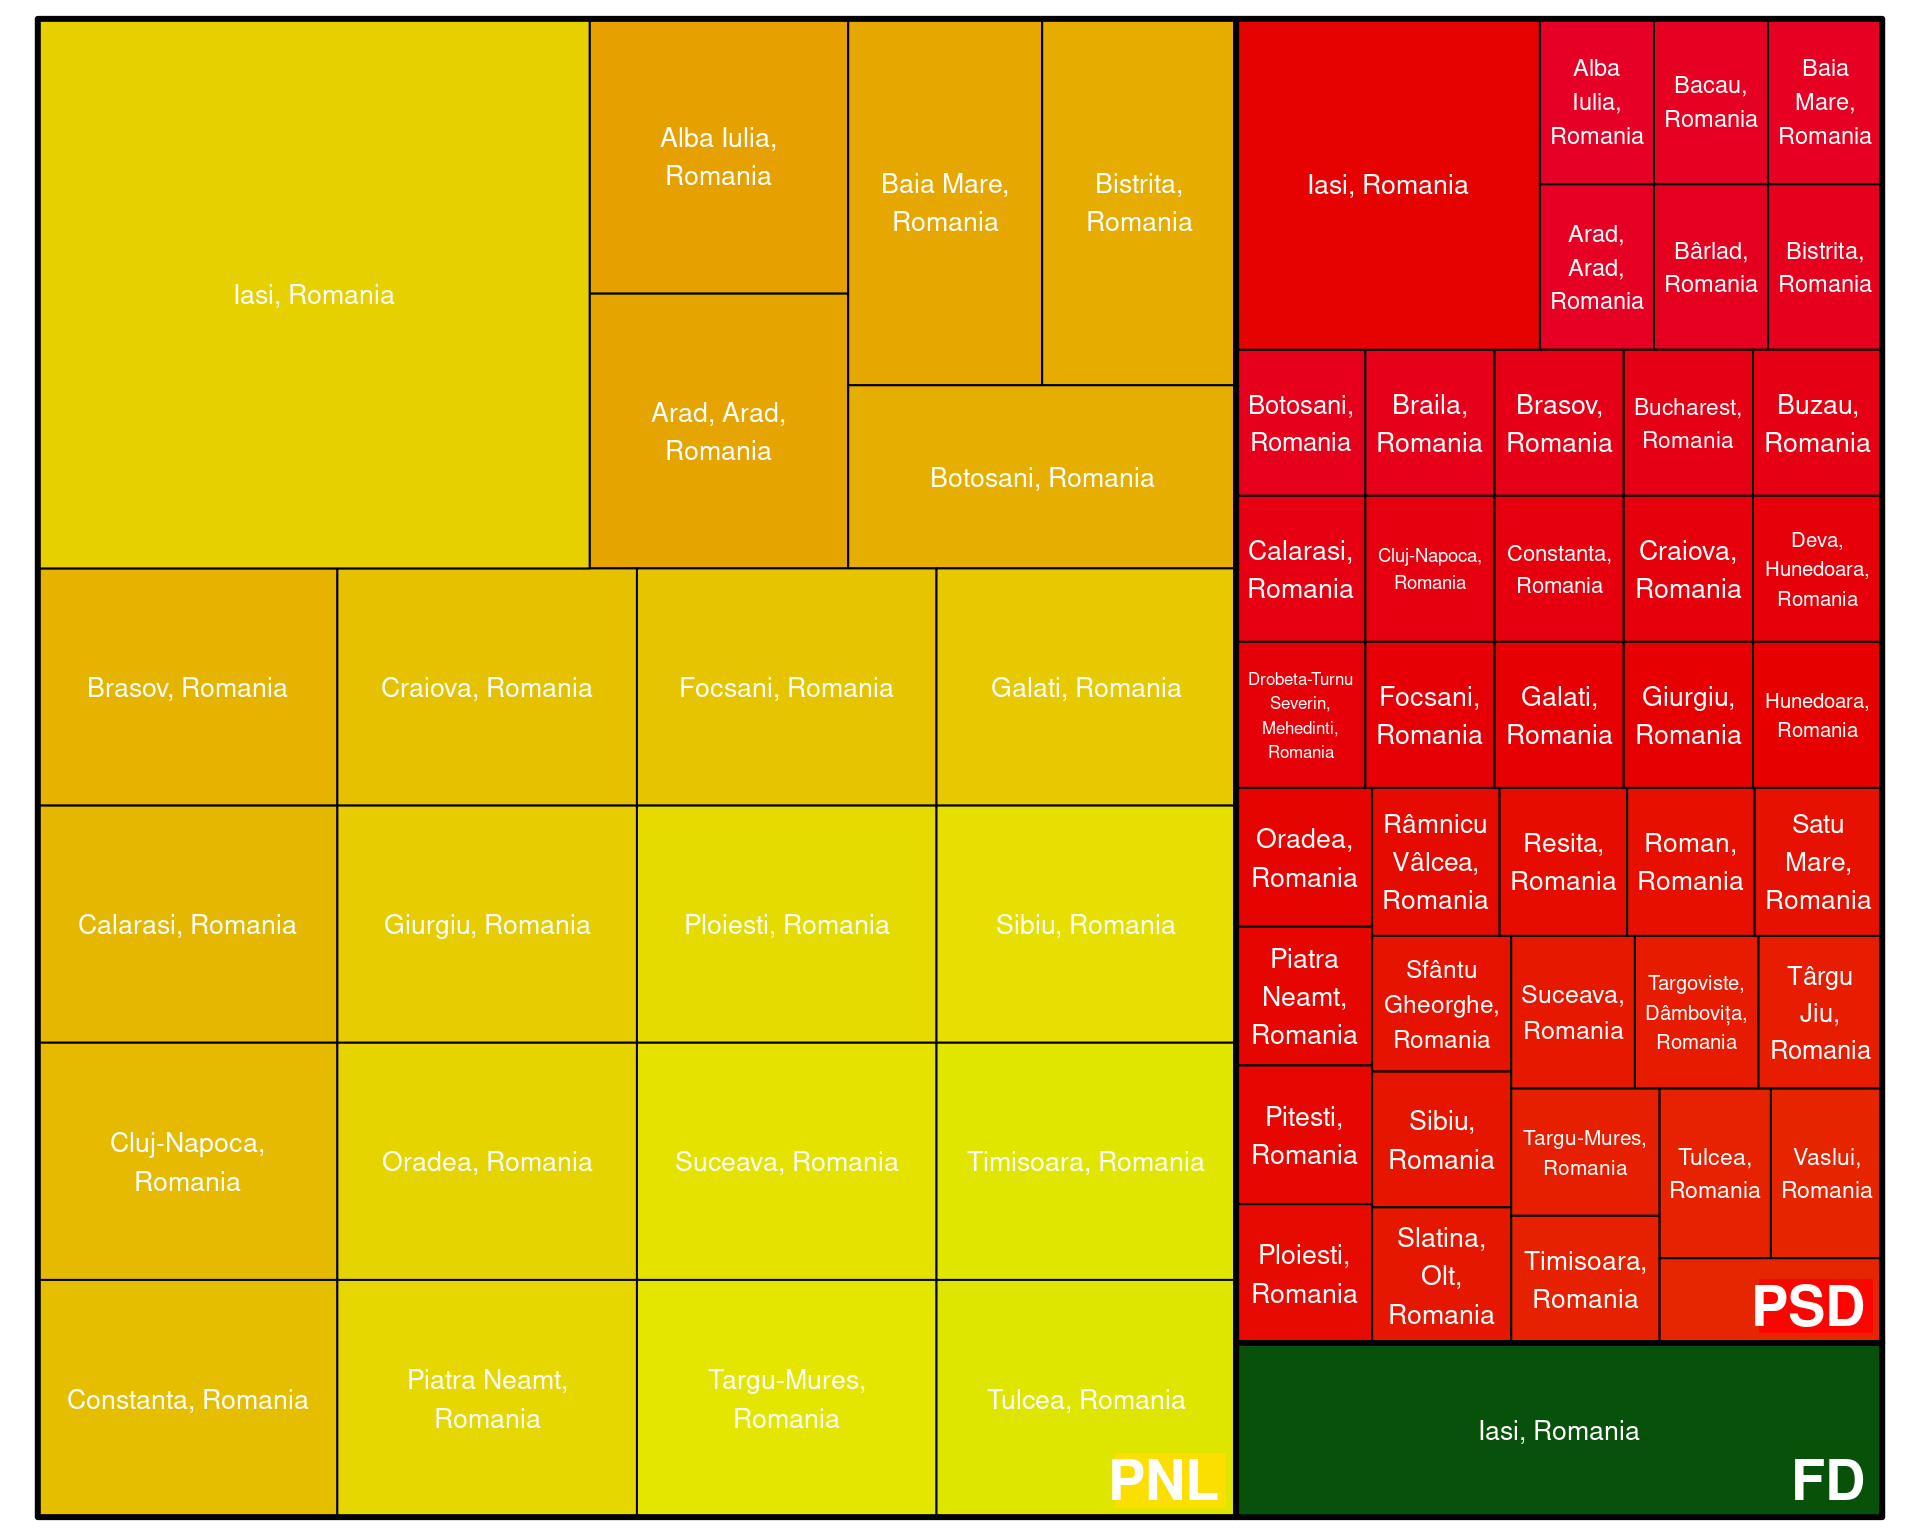 Iasi, Romania
Alba Iulia,
Romania
Arad, Arad,
Romania
Baia Mare,
Romania
Bistrita,
Romania
Botosani, Romania
Brasov, Romania
Craiova, Romania
Focsani, Romania
Galati, Romania
Calarasi, Romania
Giurgiu, Romania
Ploiesti, Romania
Sibiu, Romania
Cluj-Napoca,
Romania
Oradea, Romania
Suceava, Romania
Timisoara, Romania
Constanta, Romania
Piatra Neamt,
Romania
Targu-Mures,
Romania
Tulcea, Romania
PNL
Iasi, Romania
Alba
Iulia,
Romania
Bacau,
Romania
Baia
Mare,
Romania
Arad,
Arad,
Romania
Bârlad,
Romania
Bistrita,
Romania
Botosani,
Romania
Braila,
Romania
Brasov,
Romania
Bucharest,
Romania
Buzau,
Romania
Calarasi,
Romania
Cluj-Napoca,
Romania
Constanta,
Romania
Craiova,
Romania
Deva,
Hunedoara,
Romania
Drobeta-Turnu
Severin,
Mehedinti,
Romania
Focsani,
Romania
Galati,
Romania
Giurgiu,
Romania
Hunedoara,
Romania
Oradea,
Romania
Piatra
Neamt,
Romania
Pitesti,
Romania
Ploiesti,
Romania
Râmnicu
Vâlcea,
Romania
Resita,
Romania
Roman,
Romania
Satu
Mare,
Romania
Sfântu
Gheorghe,
Romania
Sibiu,
Romania
Slatina,
Olt,
Romania
Suceava,
Romania
Targoviste,
Dâmbovița,
Romania
Târgu
Jiu,
Romania
Targu-Mures,
Romania
Timisoara,
Romania
Tulcea,
Romania
Vaslui,
Romania
PSD
Iasi, Romania
FD